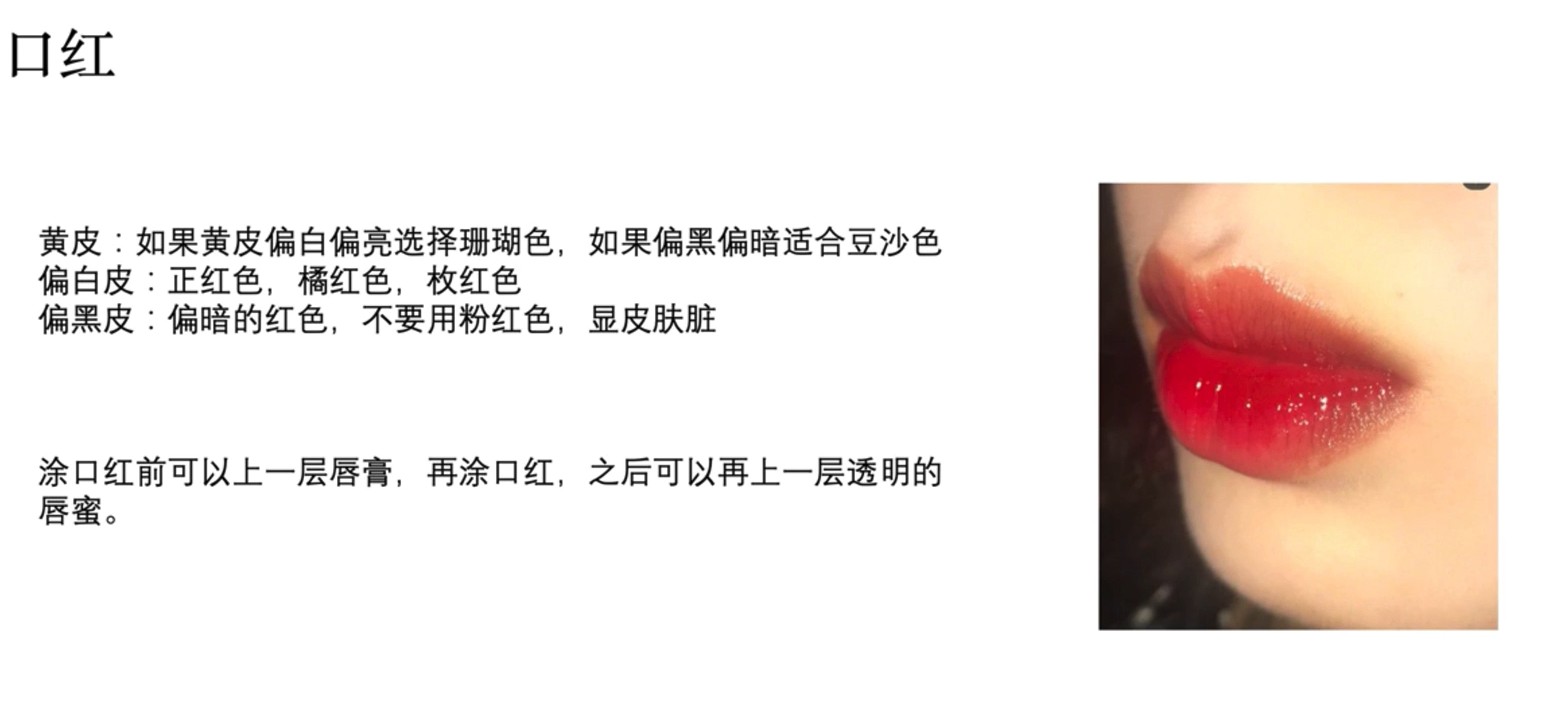 口红
黄皮：如果黄皮偏白偏亮选择珊瑚色，如果偏黑偏暗适合豆沙色
偏白皮：正红色，橘红色，枚红色
偏黑皮：偏暗的红色，不要用粉红色，显皮肤脏
涂口红前可以上一层唇膏，再涂口红，之后可以再上一层透明的
唇蜜。